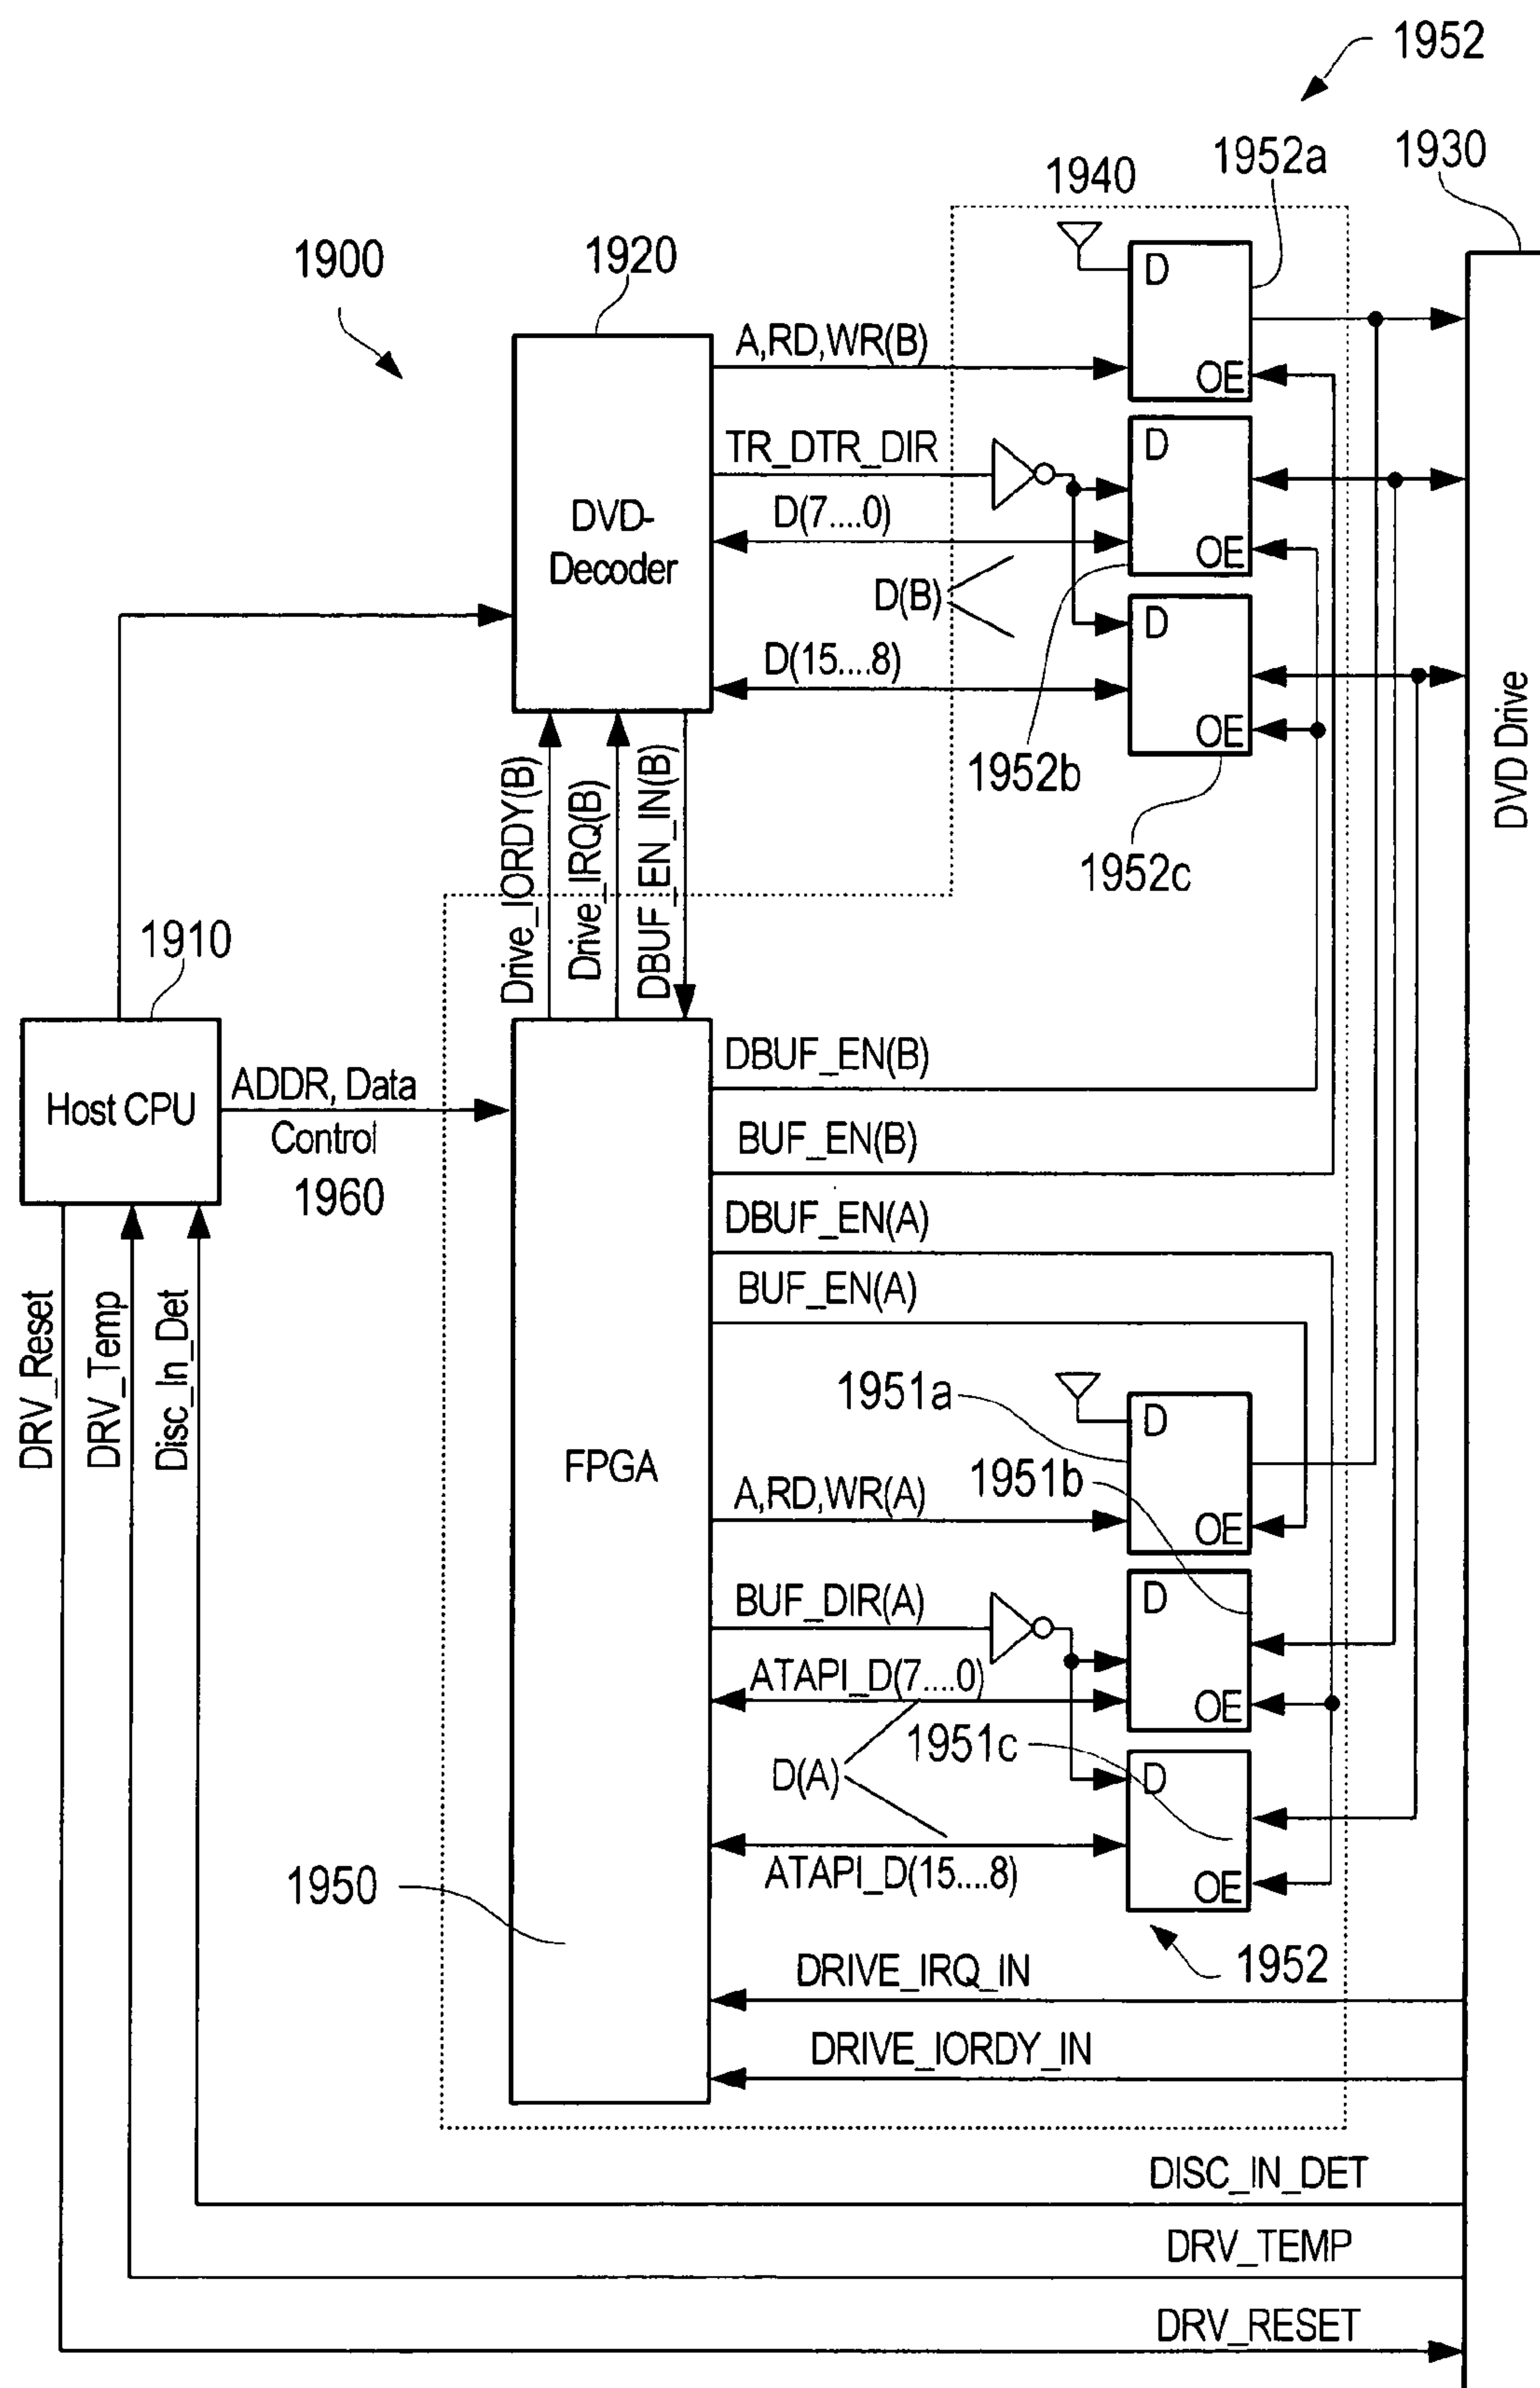 1952
1930
1952a
1940
1900
1920
D
A,RD,WR(B)
OE
TR_DTR_DIR
D
DVD-
Decoder
D(7....0)
OE
D(B)
D
D(15....8)
OE
1952b
1952c
DVD Drive
Drive_IORDY(B)
Drive_IRQ(B)
DBUF_EN_IN(B)
1910
Host CPU
ADDR, Data
Control
1960
DBUF_EN(B)
BUF_EN(B)
DBUF_EN(A)
BUF_EN(A)
DRV_Reset
DRV_Temp
Disc_In_Det
FPGA
1951a
D
1951b
A,RD,WR(A)
OE
BUF_DIR(A)
D
ATAPI_D(7....0)
OE
1951c
D(A)
D
ATAPI_D(15....8)
OE
1950
1952
DRIVE_IRQ_IN
DRIVE_IORDY_IN
DISC_IN_DET
DRV_TEMP
DRV_RESET